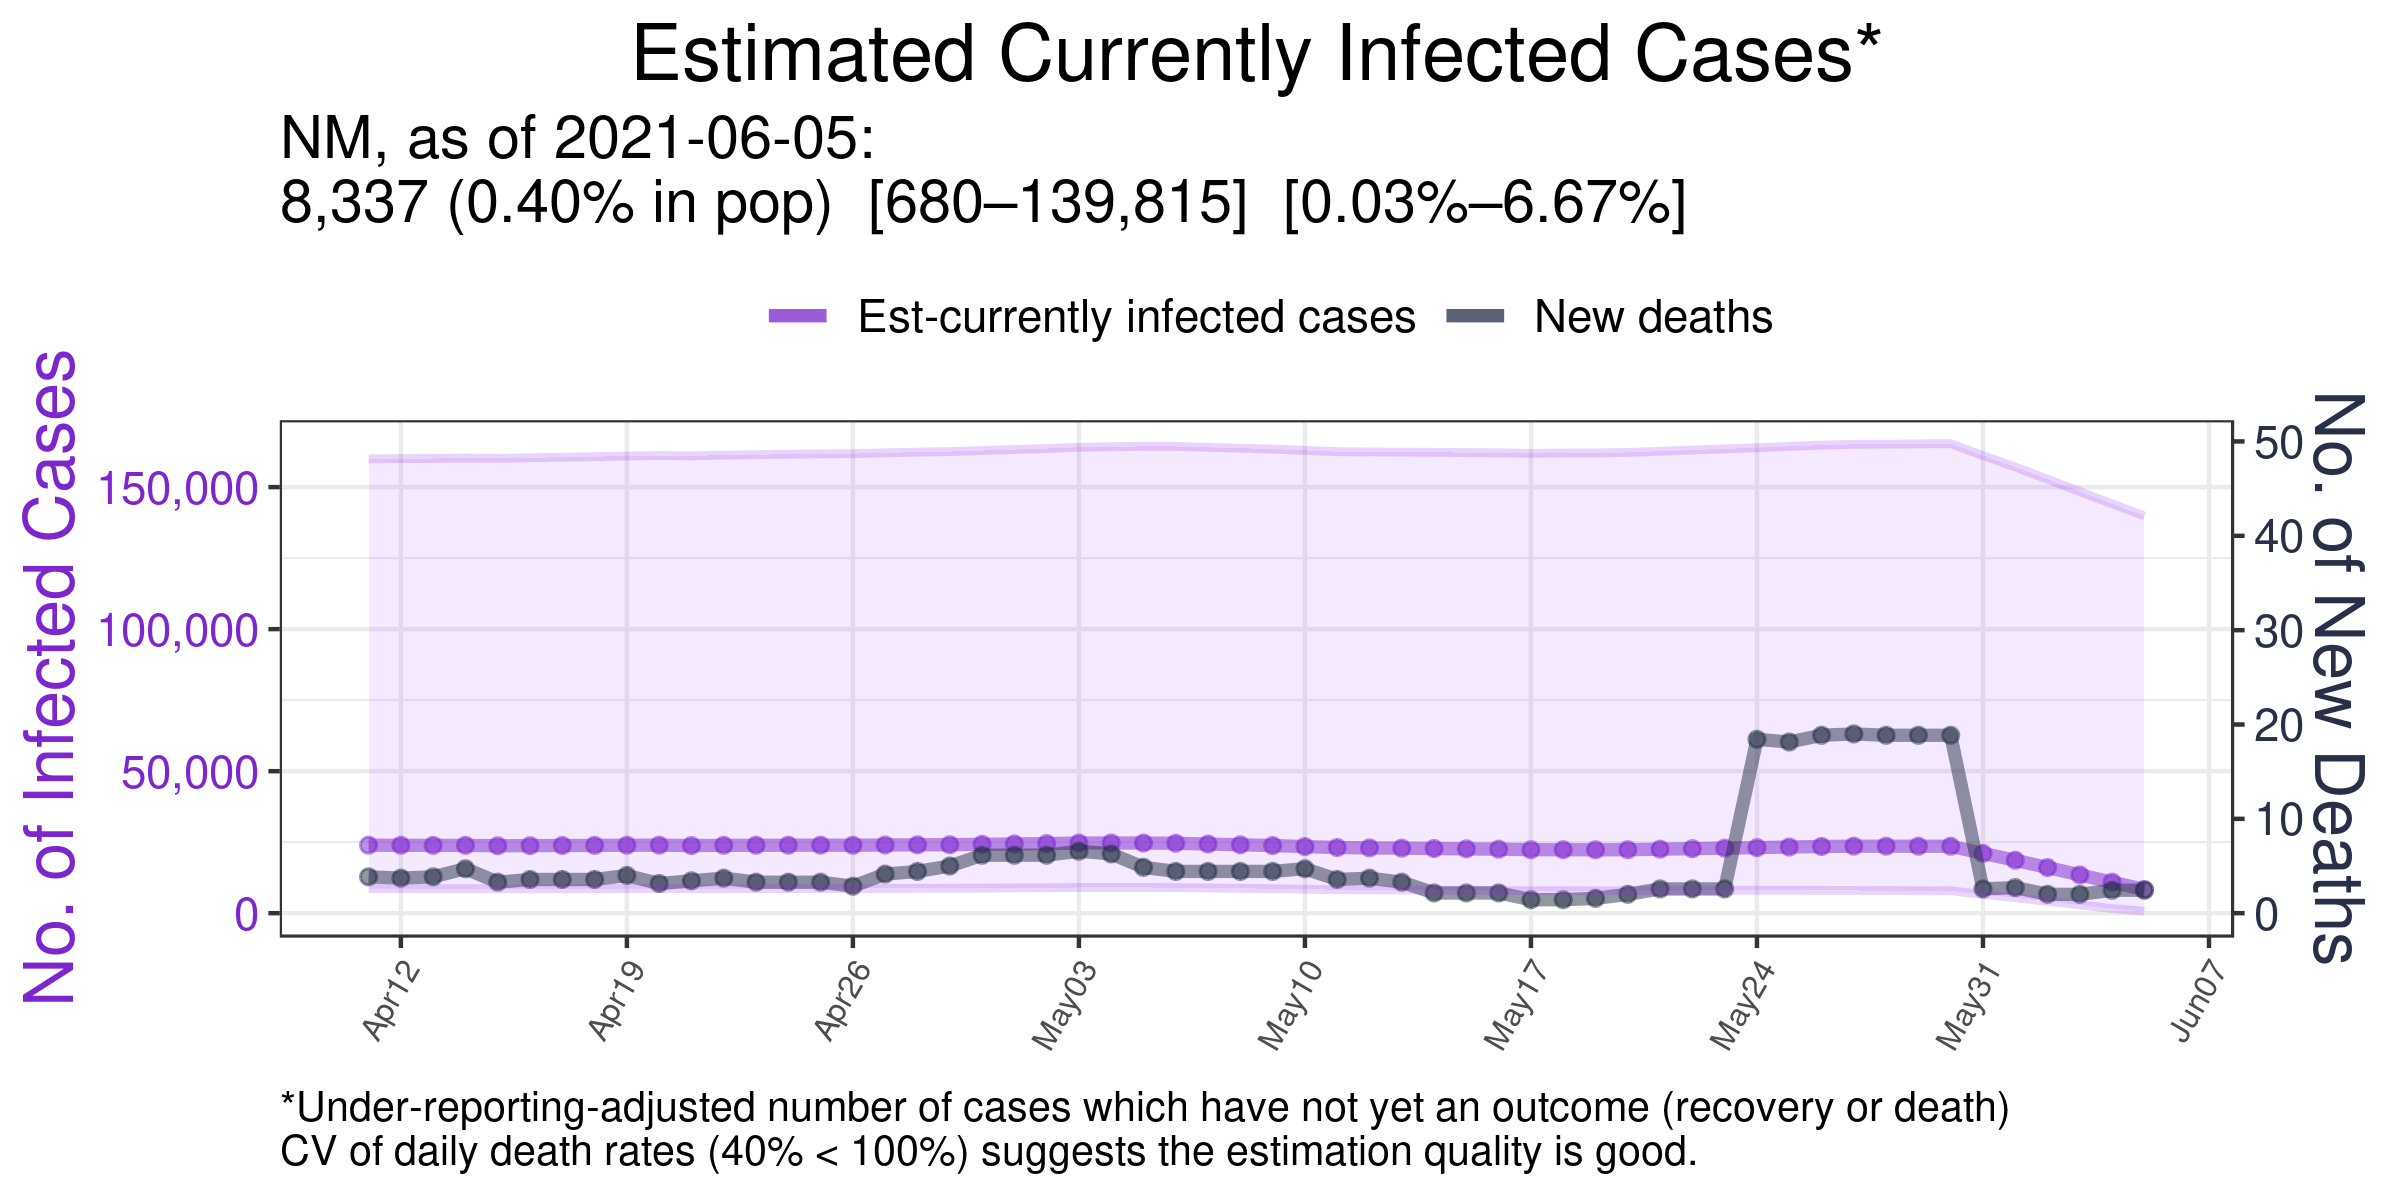 Estimated Currently Infected Cases*
NM, as of 2021-06-05:
8,337 (0.40% in pop)  [680–139,815]  [0.03%–6.67%]
Est-currently infected cases
New deaths
No. of Infected Cases
150,000
100,000
50,000
0
50
40
30
20
10
0
No. of New Deaths
Apr12
Apr19
Apr26
May03
May10
May17
May24
May31
Jun07
*Under-reporting-adjusted number of cases which have not yet an outcome (recovery or death)
CV of daily death rates (40% < 100%) suggests the estimation quality is good.